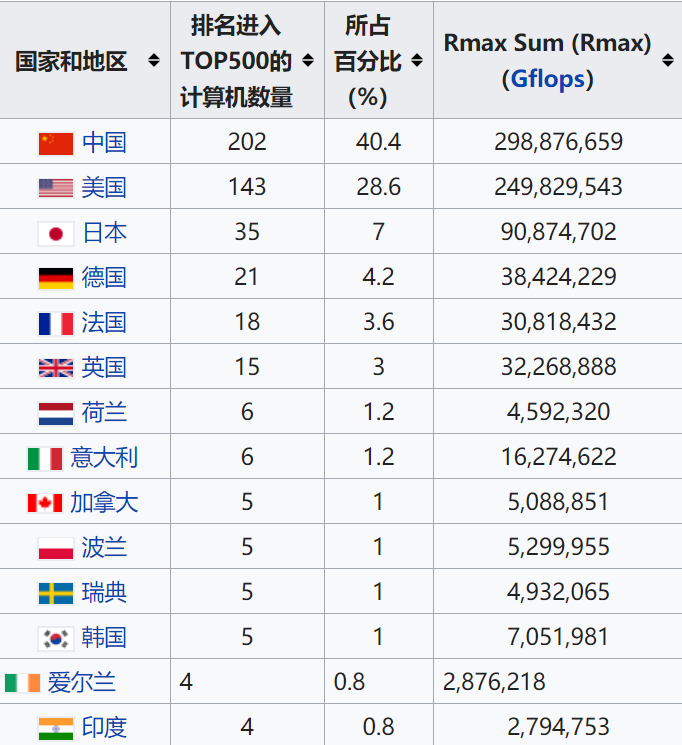 国家和地区 排名进入TOP500的计算机数量 所占百分比(%) Rmax Sum (Rmax) (Gflops)
中国 202 40.4 298,876,659
美国 143 28.6 249,829,543
日本 35 7 90,874,702
德国 21 4.2 38,424,229
法国 18 3.6 30,818,432
英国 15 3 32,268,888
荷兰 6 1.2 4,592,320
意大利 6 1.2 16,274,622
加拿大 5 1 5,088,851
波兰 5 1 5,299,955
瑞典 5 1 4,932,065
韩国 5 1 7,051,981
爱尔兰 4 0.8 2,876,218
印度 4 0.8 2,794,753